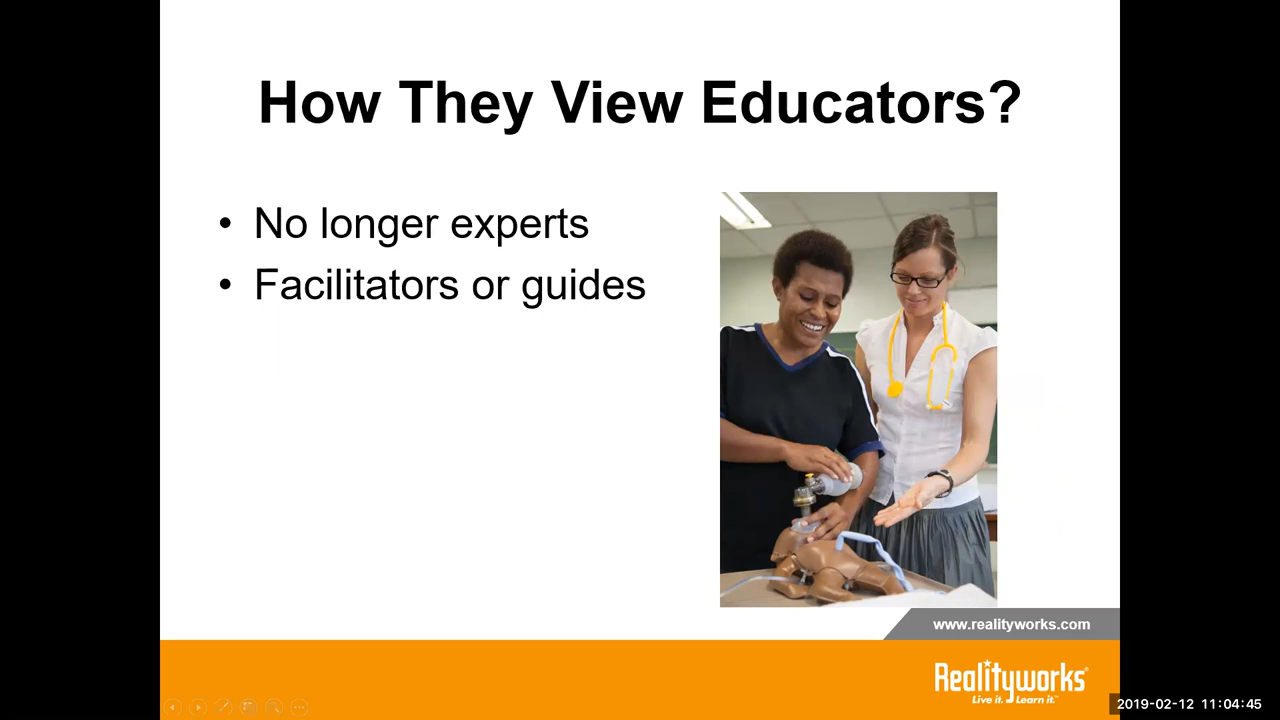 How They View Educators?
• No longer experts
• Facilitators or guides
www.realityworks.com
Realityworks®
Live it. Learn it.™
2019-02-12 11:04:45